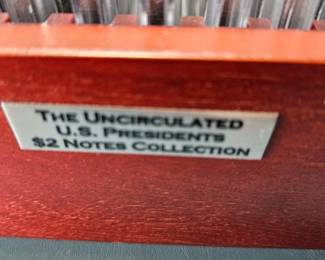 The Uncirculated
U.S. Presidents
$2 Notes Collection